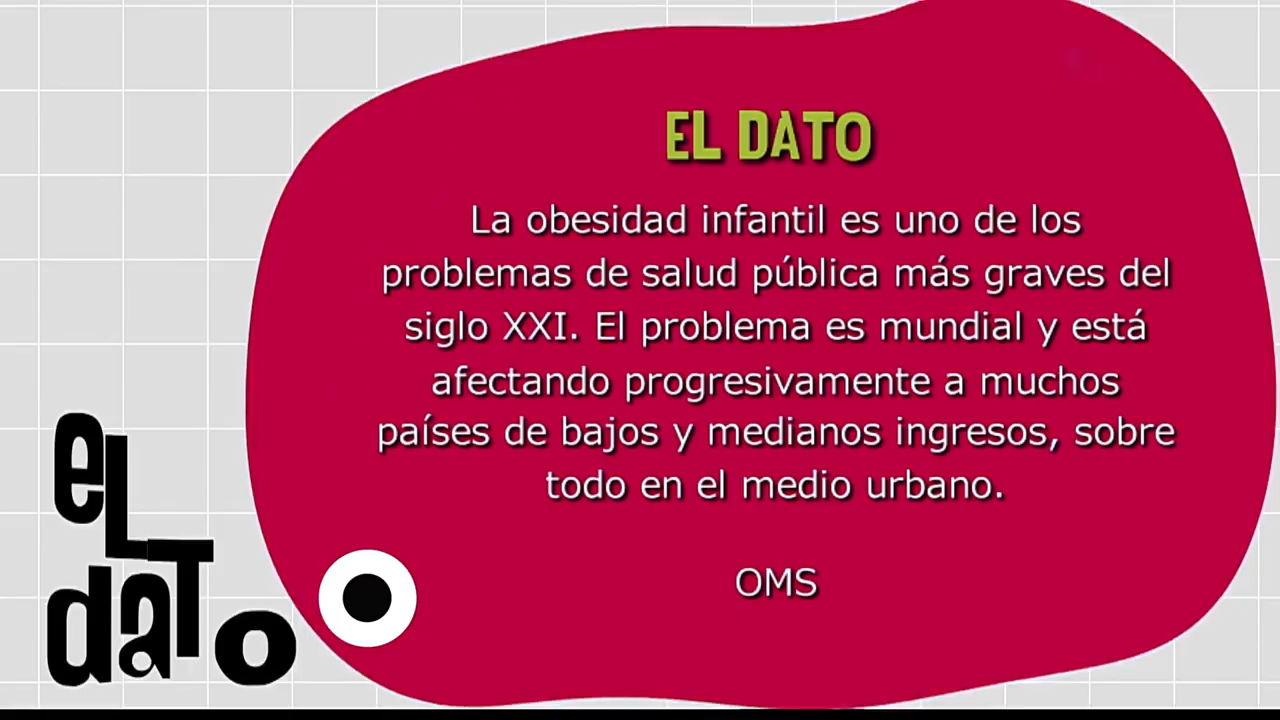 EL DATO
La obesidad infantil es uno de los
problemas de salud pública más graves del
siglo XXI. El problema es mundial y está
afectando progresivamente a muchos
países de bajos y medianos ingresos, sobre
todo en el medio urbano.
OMS
eL
daTo